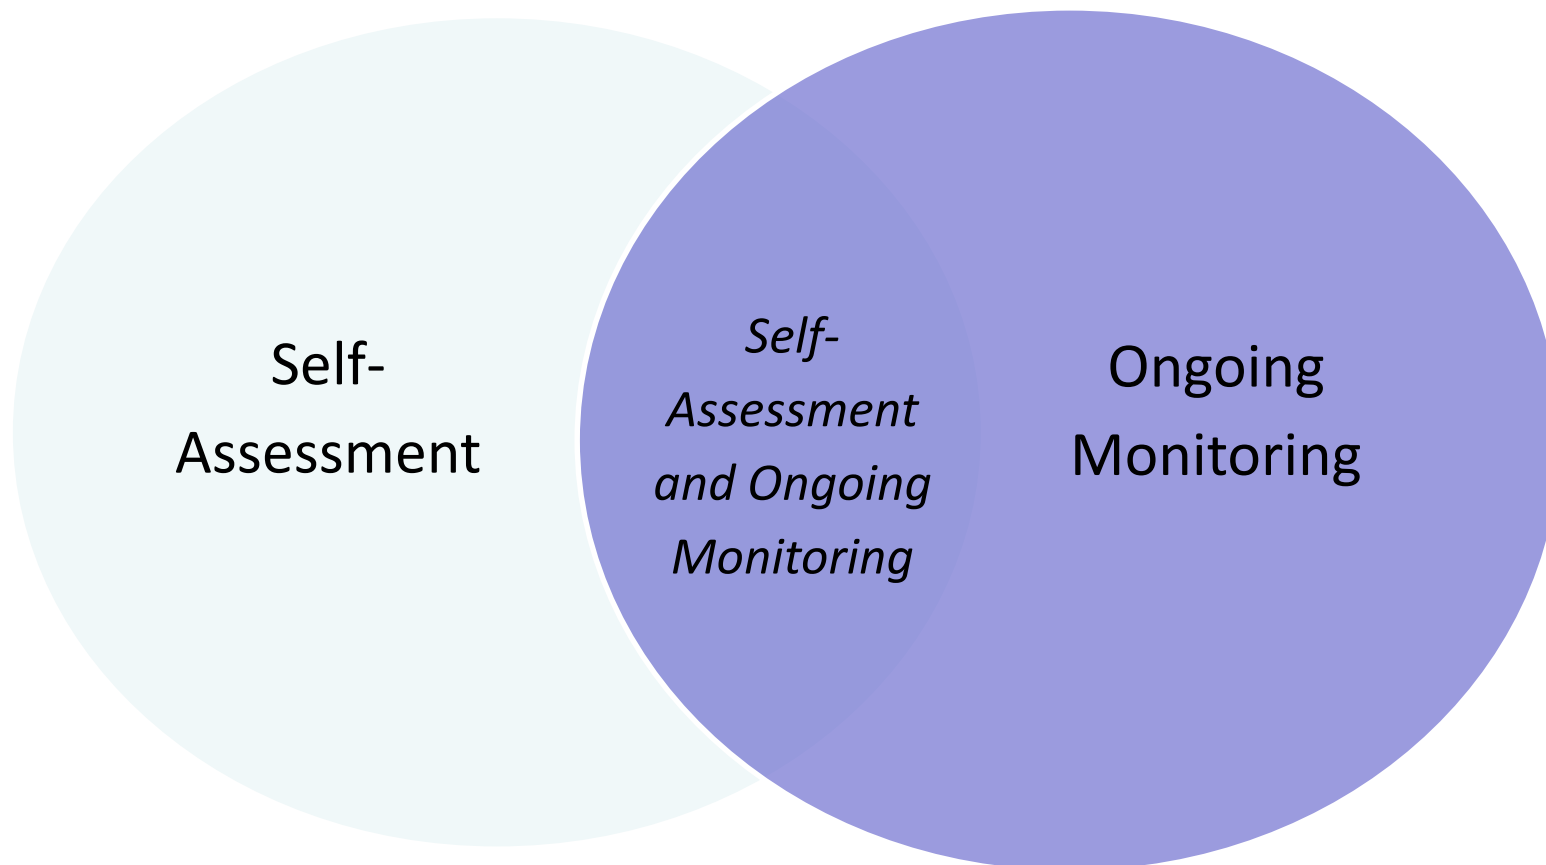 Self-
Assessment
Self-
Assessment
and Ongoing
Monitoring
Ongoing
Monitoring